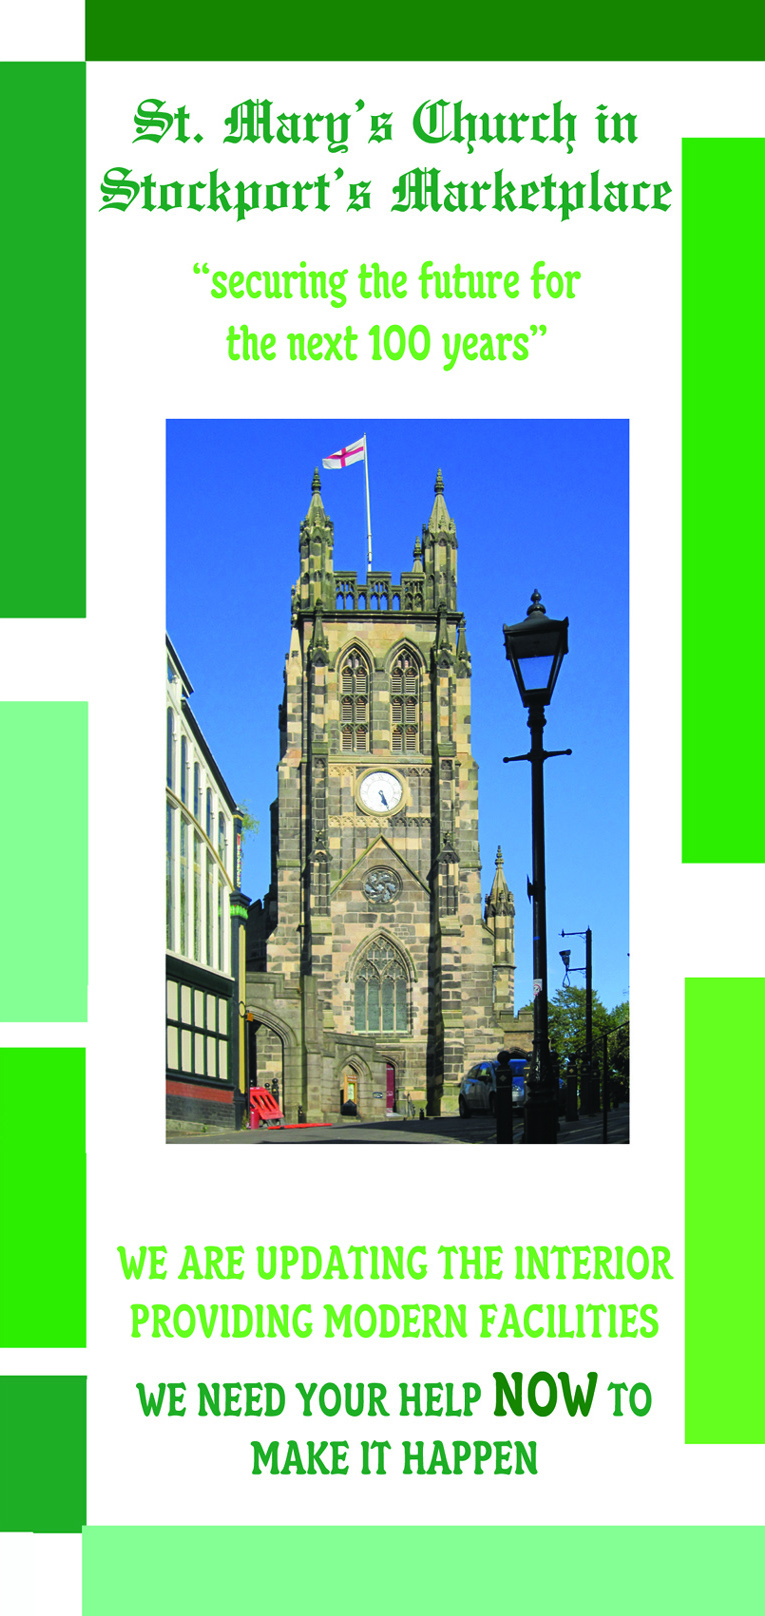 St. Mary's Church in
Stockport's Marketplace
“securing the future for
the next 100 years”
WE ARE UPDATING THE INTERIOR
PROVIDING MODERN FACILITIES
WE NEED YOUR HELP NOW TO
MAKE IT HAPPEN